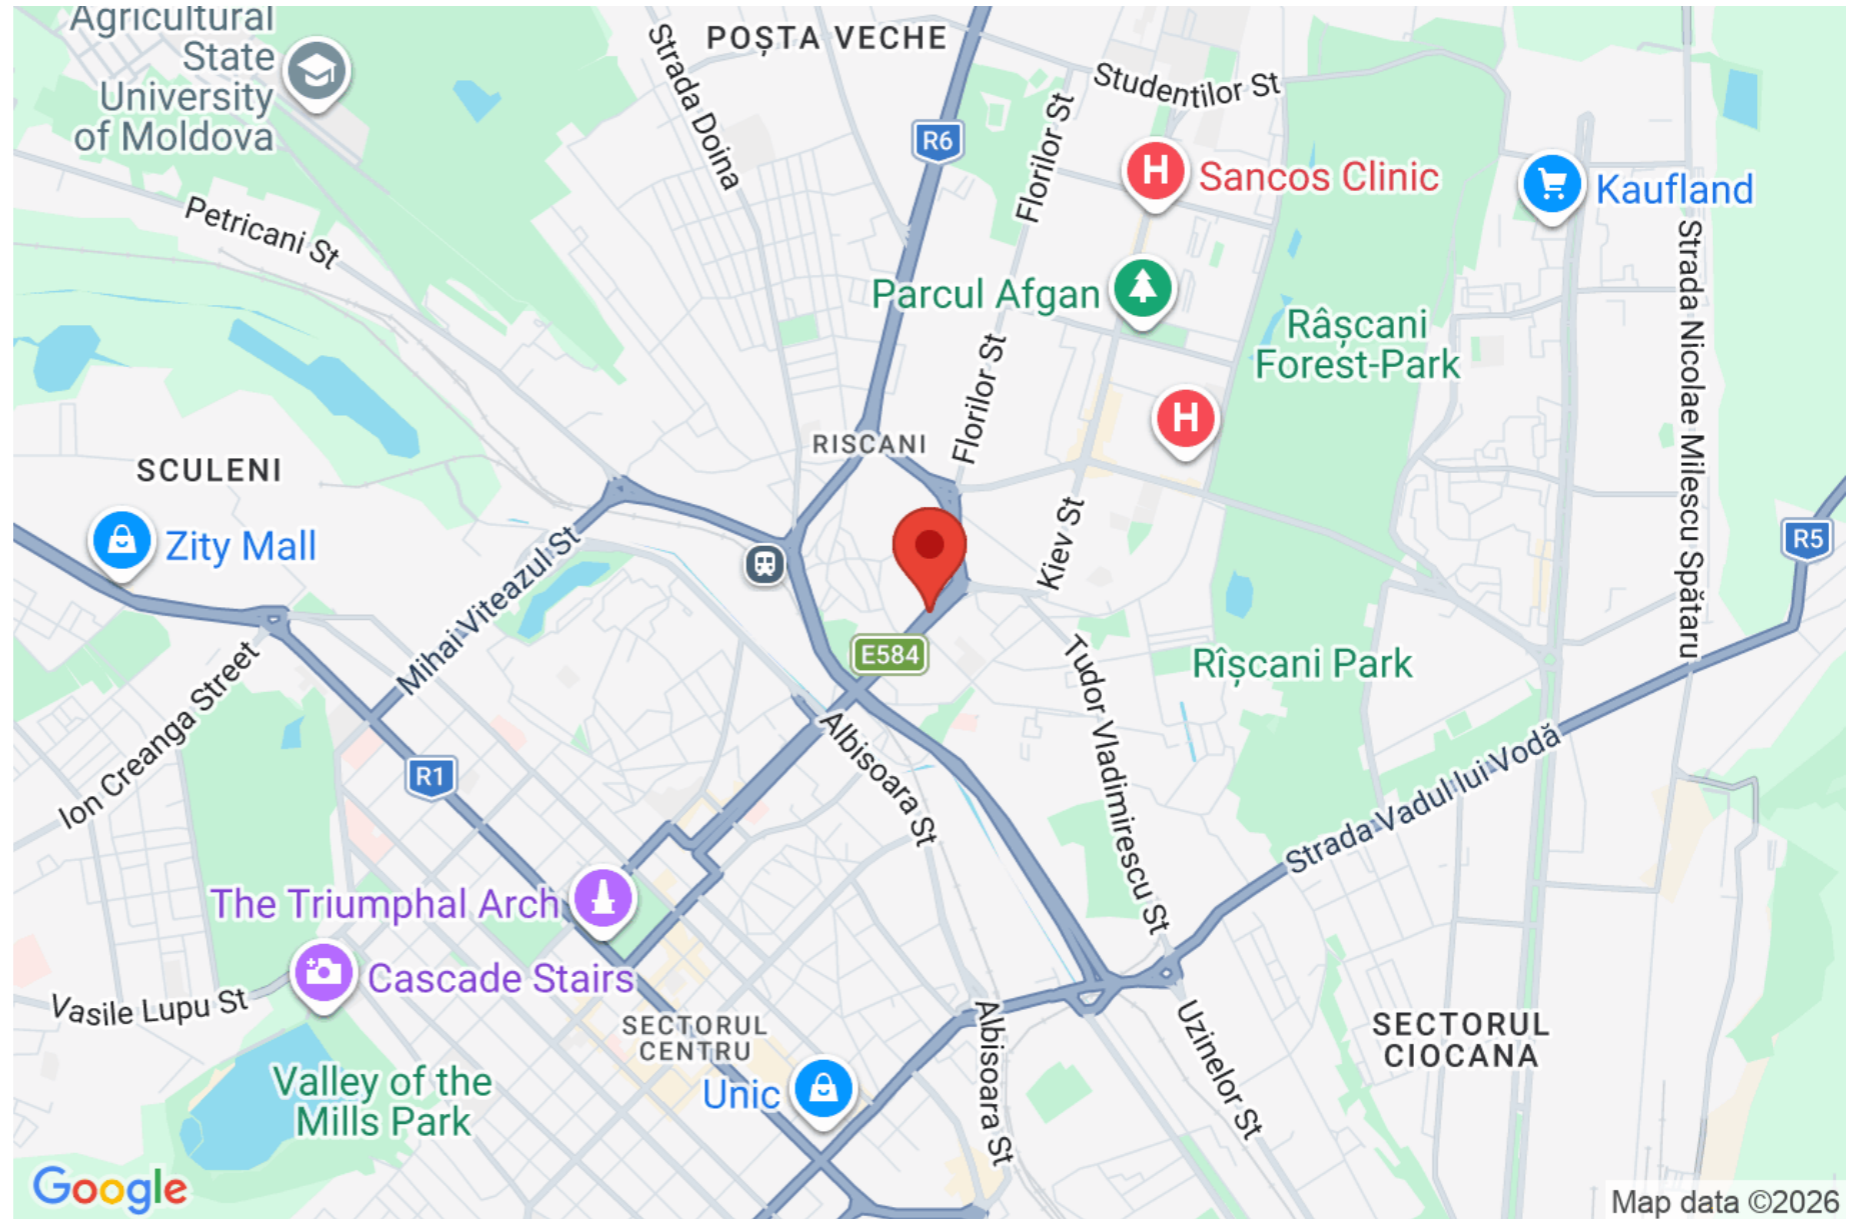 Agricultural
State
University
of Moldova
POȘTA VECHE
Strada Doina
R6
Studentilor St
Florilor St
Sancos Clinic
Kaufland
Petricani St
Parcul Afgan
Râșcani
Forest-Park
Strada Nicolae Milescu Spătaru
Florilor St
RISCANI
SCULENI
Zity Mall
Mihai Viteazul St
Kiev St
R5
E584
Rîșcani Park
Tudor Vladimirescu St
Ion Creanga Street
R1
Albisoara St
Strada Vadul lui Vodă
The Triumphal Arch
Cascade Stairs
Vasile Lupu St
SECTORUL
CENTRU
Albisoara St
Uzinelor St
SECTORUL
CIOCANA
Valley of the
Mills Park
Unic
Google
Map data ©2026
H
H